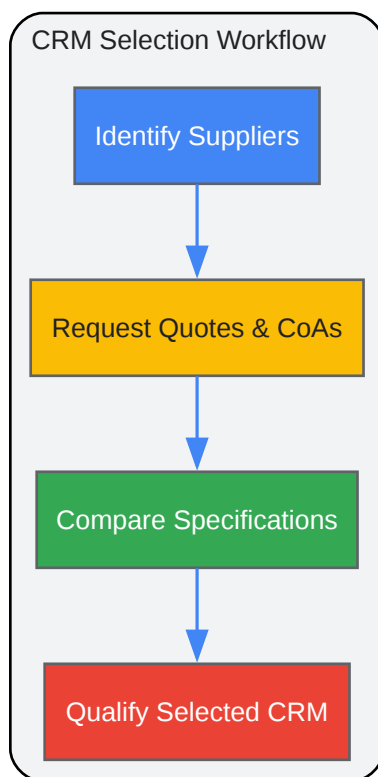 CRM Selection Workflow
Identify Suppliers
Request Quotes & CoAs
Compare Specifications
Qualify Selected CRM